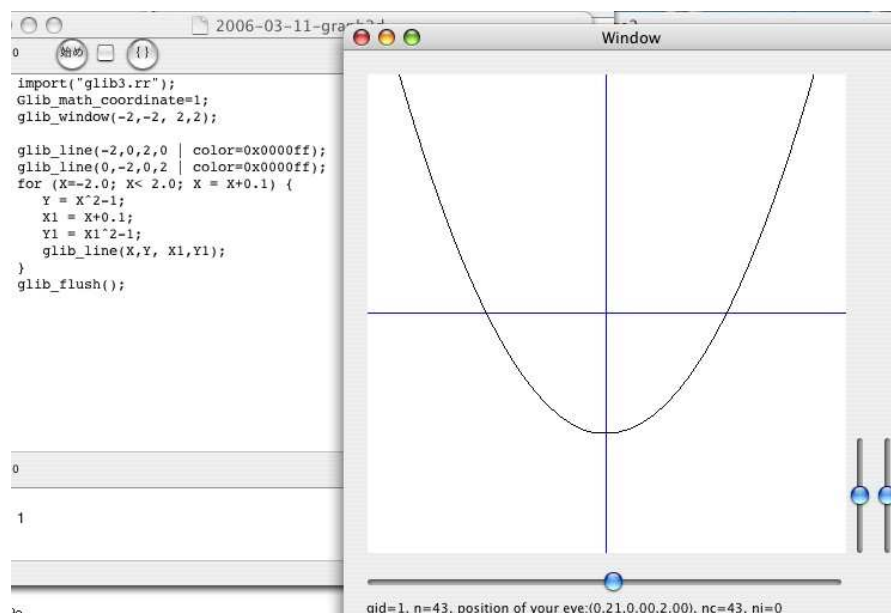 2006-03-11-graph2d
Window
0
始め
{ }
import("glib3.rr");
Glib_math_coordinate=1;
glib_window(-2,-2, 2,2);
glib_line(-2,0,2,0 | color=0x0000ff);
glib_line(0,-2,0,2 | color=0x0000ff);
for (X=-2.0; X< 2.0; X = X+0.1) {
Y = X^2-1;
X1 = X+0.1;
Y1 = X1^2-1;
glib_line(X,Y, X1,Y1);
}
glib_flush();
0
1
gid=1, n=43, position of your eye:(0.21,0.00,2.00), nc=43, ni=0